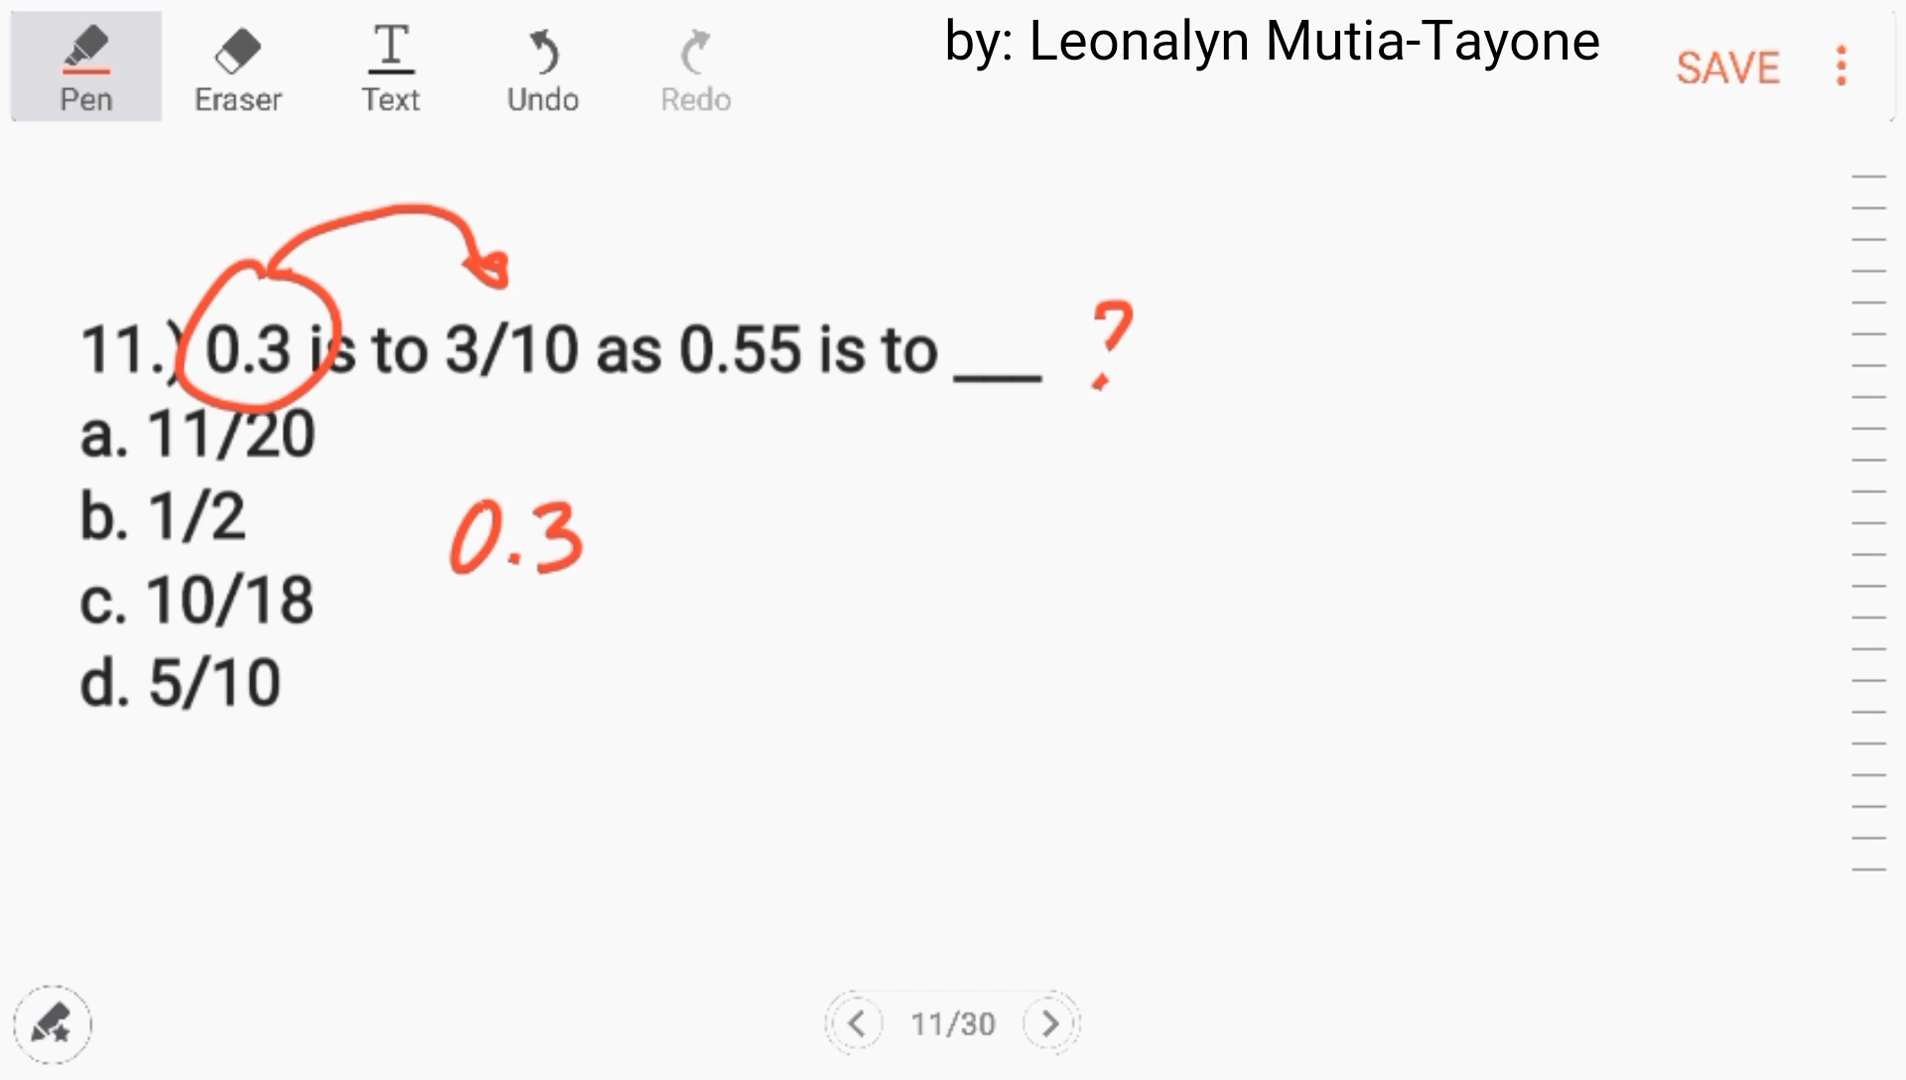 by: Leonalyn Mutia-Tayone
Pen Eraser Text Undo Redo SAVE
11.) 0.3 is to 3/10 as 0.55 is to ___ ?
a. 11/20
b. 1/2
0.3
c. 10/18
d. 5/10
11/30